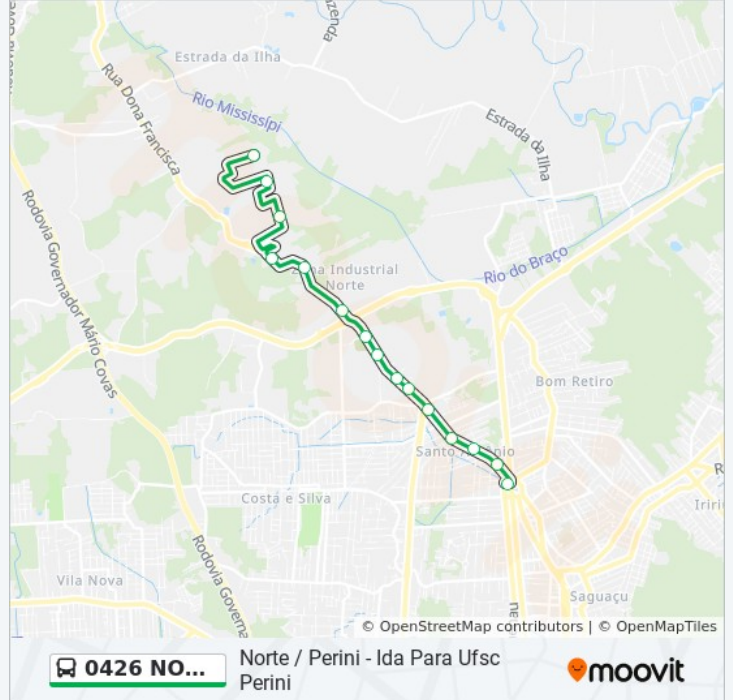 Estrada da Ilha
Rua Dona Francisca
Rio Mississípi
Estrada da Ilha
Rodovia Governador Mário Covas
Rio do Braço
Industrial
Norte
Bom Retiro
Santo
Costa e Silva
Vila Nova
Rodovia Governa
Iriri
Saguaçu
© OpenStreetMap contributors | © OpenMapTiles
0426 NO...
Norte / Perini - Ida Para Ufsc
Perini
moovit